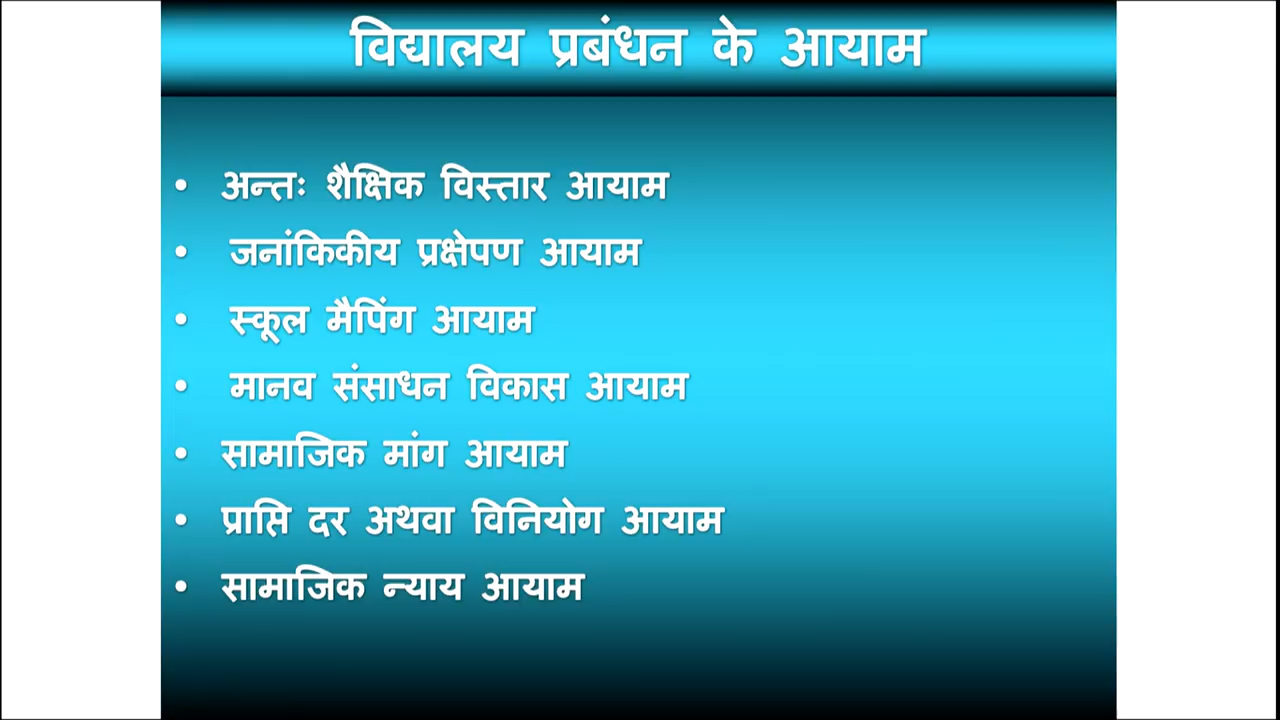 विद्यालय प्रबंधन के आयाम
• अन्तः शैक्षिक विस्तार आयाम
• जनांकिकीय प्रक्षेपण आयाम
• स्कूल मैपिंग आयाम
• मानव संसाधन विकास आयाम
• सामाजिक मांग आयाम
• प्राप्ति दर अथवा विनियोग आयाम
• सामाजिक न्याय आयाम